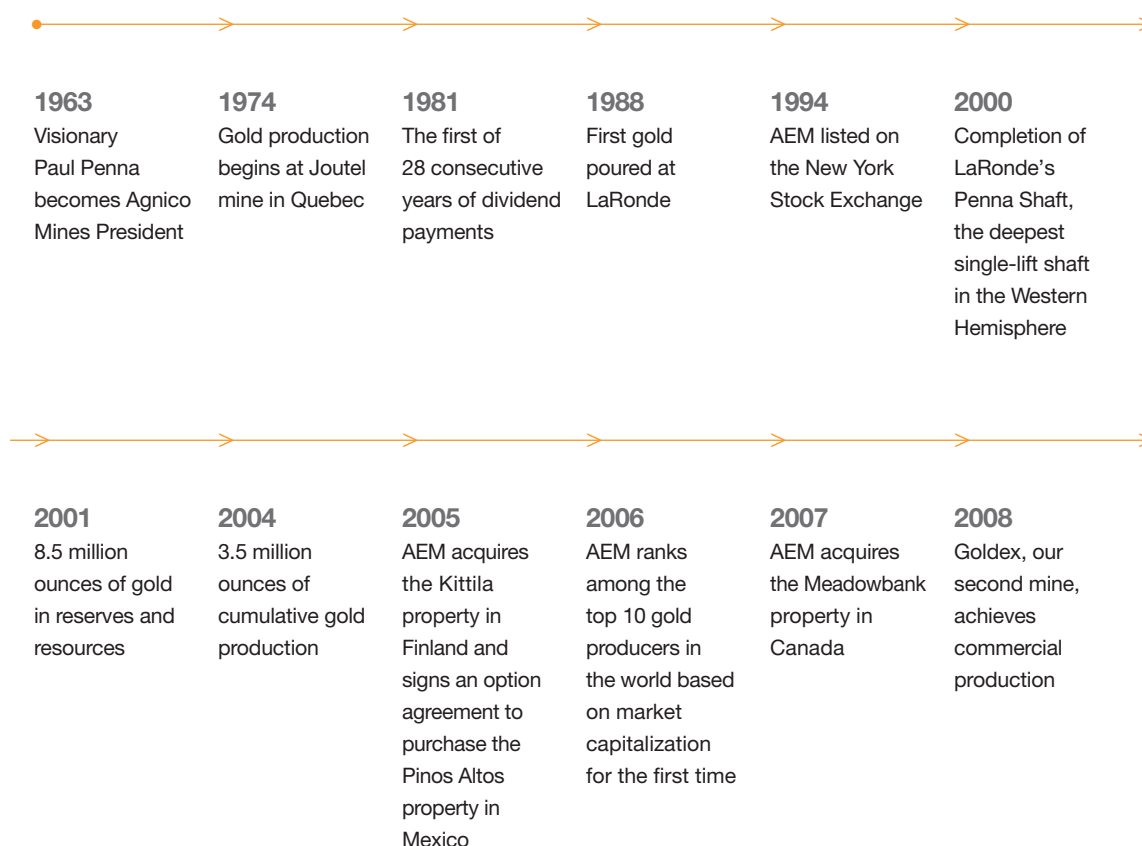 1963
Visionary
Paul Penna
becomes Agnico
Mines President
1974
Gold production
begins at Joutel
mine in Quebec
1981
The first of
28 consecutive
years of dividend
payments
1988
First gold
poured at
LaRonde
1994
AEM listed on
the New York
Stock Exchange
2000
Completion of
LaRonde’s
Penna Shaft,
the deepest
single-lift shaft
in the Western
Hemisphere
2001
8.5 million
ounces of gold
in reserves and
resources
2004
3.5 million
ounces of
cumulative gold
production
2005
AEM acquires
the Kittila
property in
Finland and
signs an option
agreement to
purchase the
Pinos Altos
property in
Mexico
2006
AEM ranks
among the
top 10 gold
producers in
the world based
on market
capitalization
for the first time
2007
AEM acquires
the Meadowbank
property in
Canada
2008
Goldex, our
second mine,
achieves
commercial
production